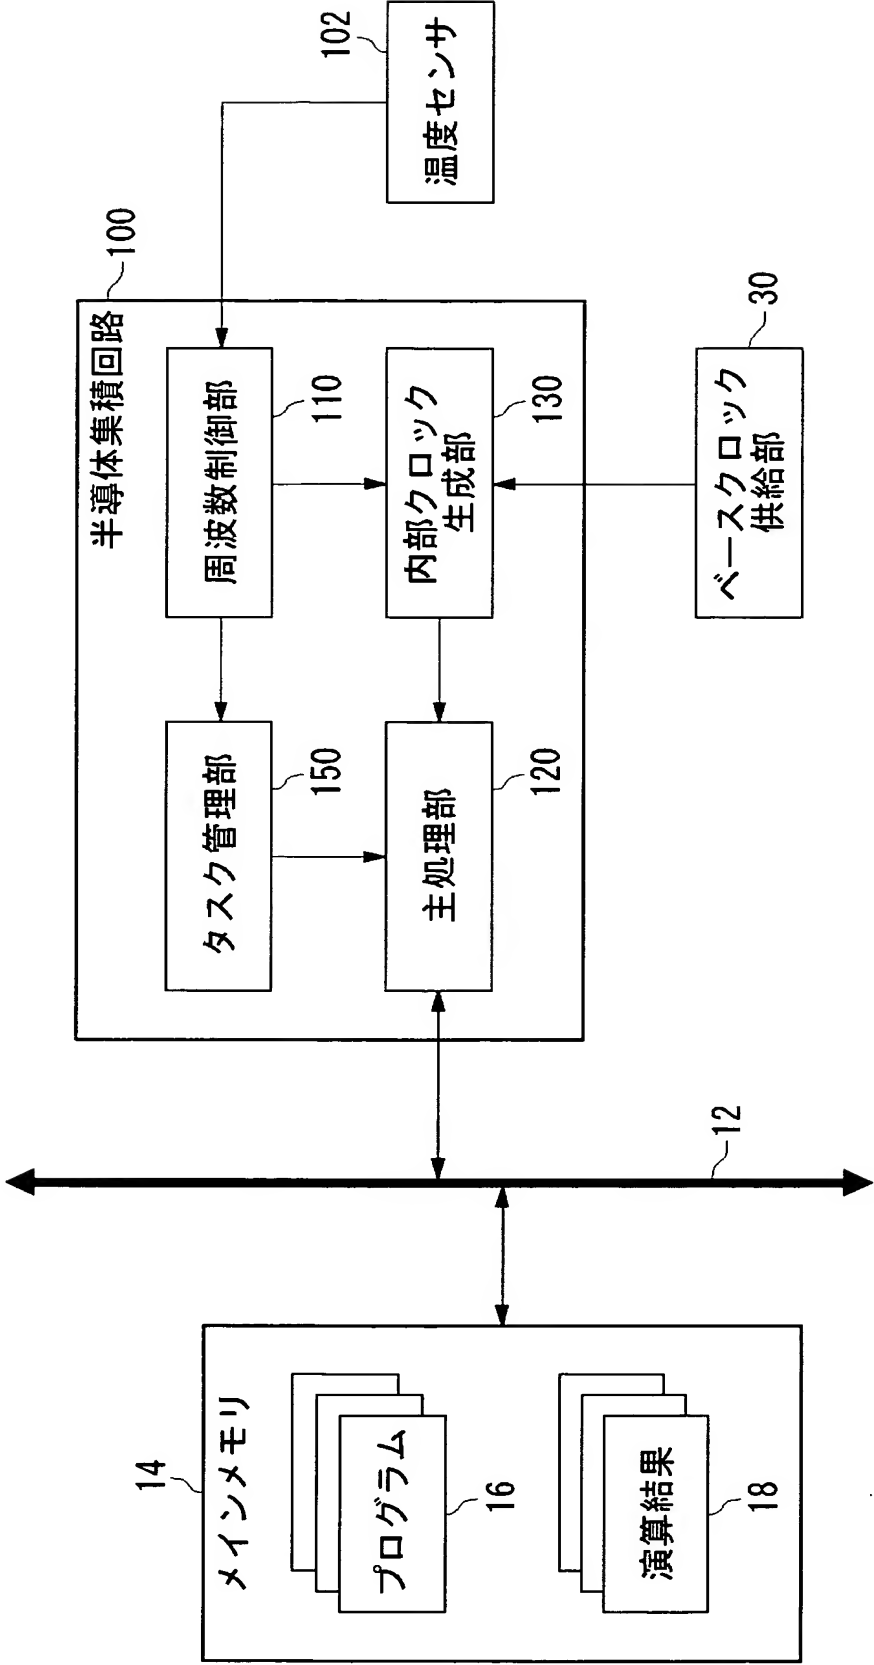 メインメモリ
14
プログラム
16
演算結果
18
12
半導体集積回路
100
タスク管理部
150
周波数制御部
110
主処理部
120
内部クロック
生成部
130
温度センサ
102
ベースクロック
供給部
30